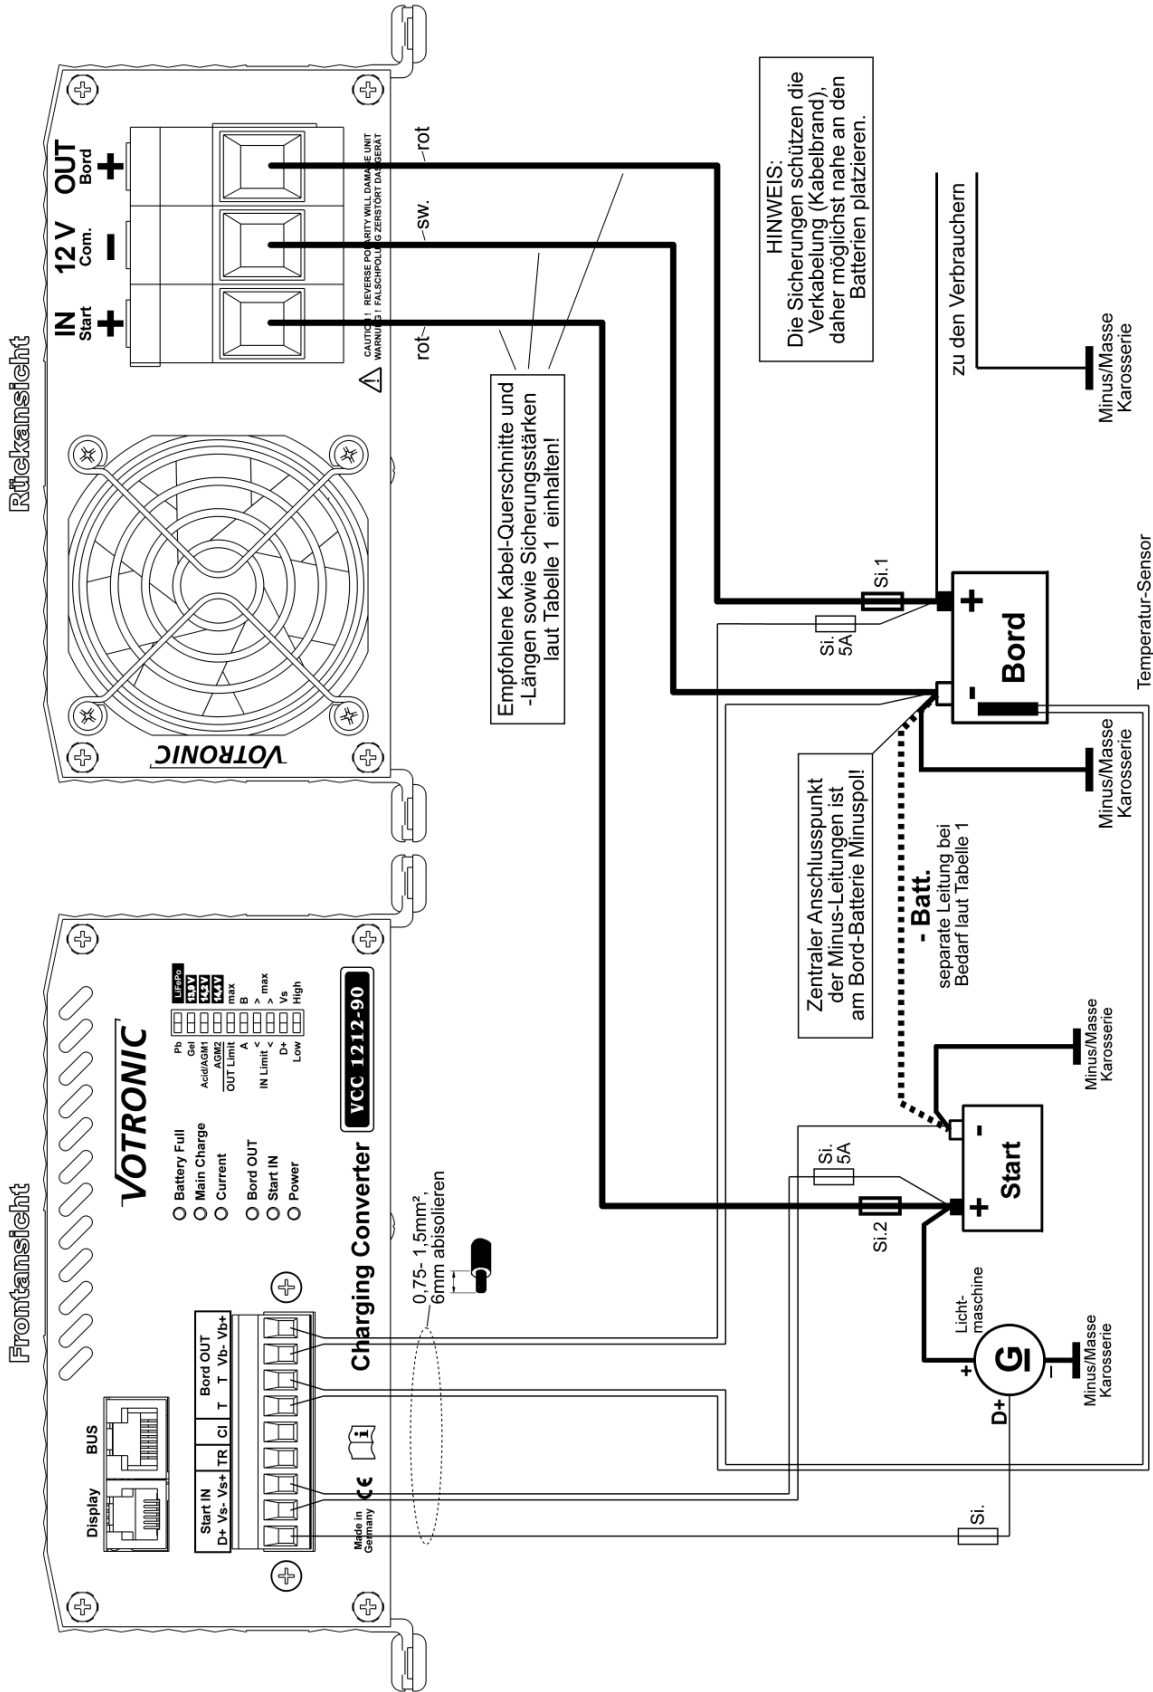 Frontansicht
Rückansicht
Display
BUS
Start IN
Bord OUT
D+ Vs- Vs+ TR CI T T Vb- Vb+
Made in
Germany
CE
i
Charging Converter
VCC 1212-90
VOTRONIC
Battery Full
Main Charge
Current
Bord OUT
Start IN
Power
Pb LiFePo
Gel 13,9 V
Acid/AGM1 14,2 V
AGM2 14,4 V
OUT Limit max
A B
IN Limit < > max
< >
D+ Vs
Low High
0,75- 1,5mm²,
6mm abisolieren
VOTRONIC
IN 12 V OUT
Start Com. Bord
+ - +
CAUTION ! REVERSE POLARITY WILL DAMAGE UNIT
WARNUNG ! FALSCHPOLUNG ZERSTÖRT DAS GERÄT
rot
sw.
rot
Empfohlene Kabel-Querschnitte und
-Längen sowie Sicherungsstärken
laut Tabelle 1 einhalten!
HINWEIS:
Die Sicherungen schützen die
Verkabelung (Kabelbrand),
daher möglichst nahe an den
Batterien platzieren.
Si.
D+
+
G
-
Licht-
maschine
Minus/Masse
Karosserie
Si.2
Si.
5A
+ -
Start
Minus/Masse
Karosserie
- Batt.
separate Leitung bei
Bedarf laut Tabelle 1
Zentraler Anschlusspunkt
der Minus-Leitungen ist
am Bord-Batterie Minuspol!
Si.
5A
Si.1
- +
Bord
Minus/Masse
Karosserie
Temperatur-Sensor
zu den Verbrauchern
Minus/Masse
Karosserie